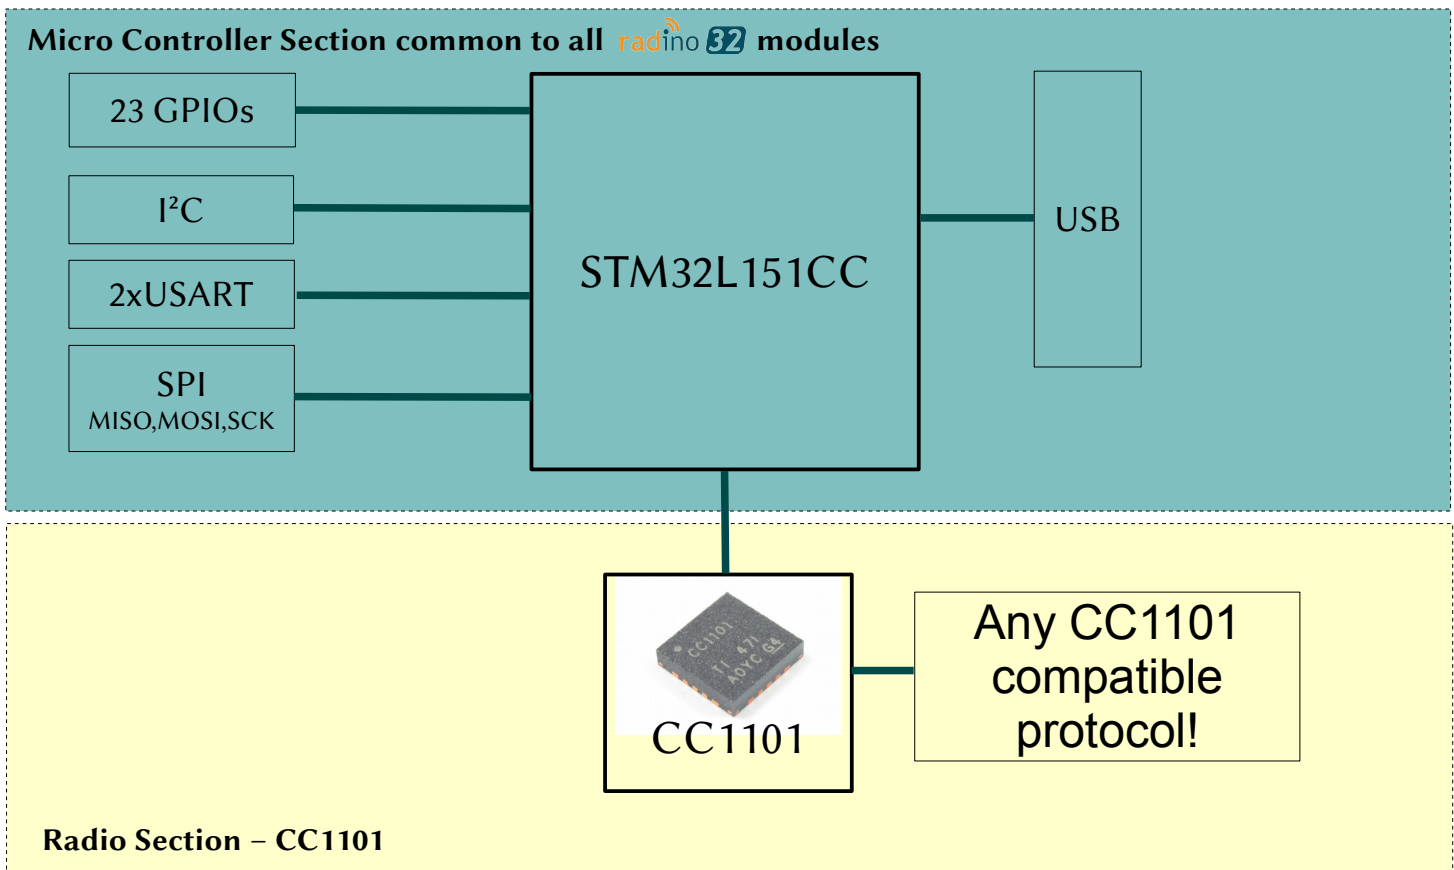 Micro Controller Section common to all radino 32 modules
23 GPIOs
I²C
2xUSART
SPI
MISO,MOSI,SCK
STM32L151CC
USB
CC1101
TI 47I
A0YC G4
CC1101
Any CC1101
compatible
protocol!
Radio Section – CC1101